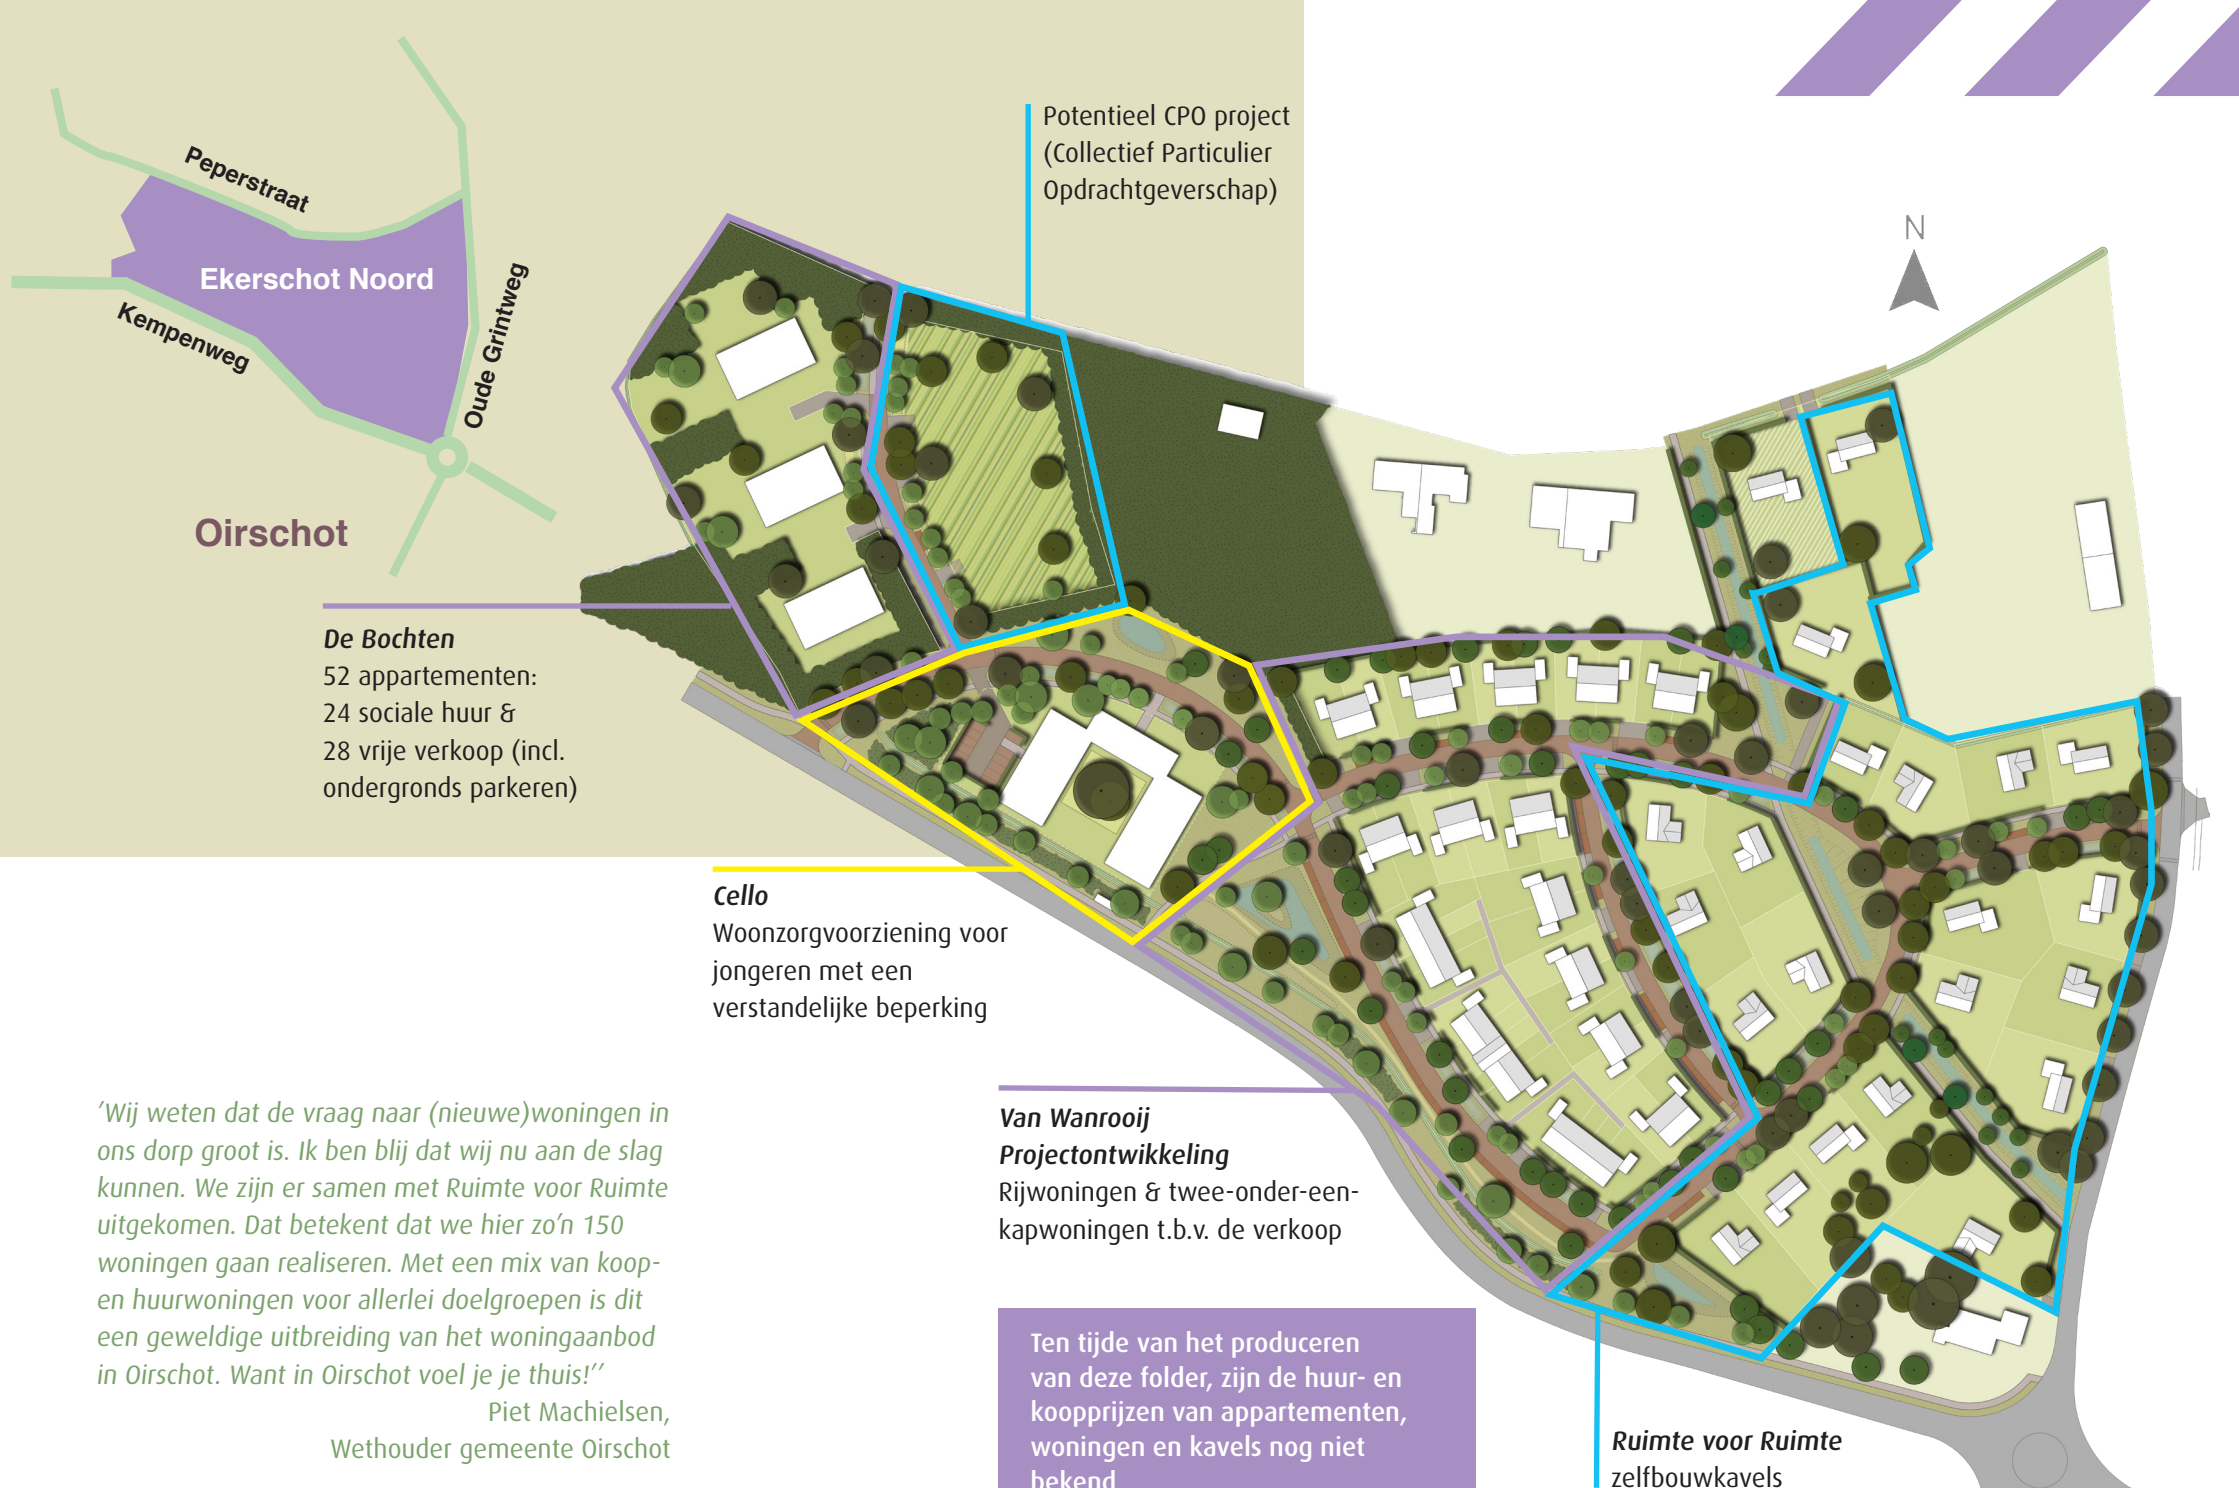 Peperstraat
Ekerschot Noord
Kempenweg
Oude Grintweg
Oirschot
Potentieel CPO project
(Collectief Particulier
Opdrachtgeverschap)
N
De Bochten
52 appartementen:
24 sociale huur &
28 vrije verkoop (incl.
ondergronds parkeren)
Cello
Woonzorgvoorziening voor
jongeren met een
verstandelijke beperking
Van Wanrooij
Projectontwikkeling
Rijwoningen & twee-onder-een-
kapwoningen t.b.v. de verkoop
'Wij weten dat de vraag naar (nieuwe)woningen in
ons dorp groot is. Ik ben blij dat wij nu aan de slag
kunnen. We zijn er samen met Ruimte voor Ruimte
uitgekomen. Dat betekent dat we hier zo'n 150
woningen gaan realiseren. Met een mix van koop-
en huurwoningen voor allerlei doelgroepen is dit
een geweldige uitbreiding van het woningaanbod
in Oirschot. Want in Oirschot voel je je thuis!''
Piet Machielsen,
Wethouder gemeente Oirschot
Ten tijde van het produceren
van deze folder, zijn de huur- en
koopprijzen van appartementen,
woningen en kavels nog niet
bekend
Ruimte voor Ruimte
zelfbouwkavels